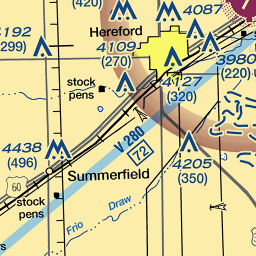 (420)
4087
Hereford
4192
(299)
4109
(270)
3980
(220)
4127
(320)
stock
pens
V 280
72
4438
(496)
4205
(350)
60
Summerfield
stock
pens
Draw
Frio